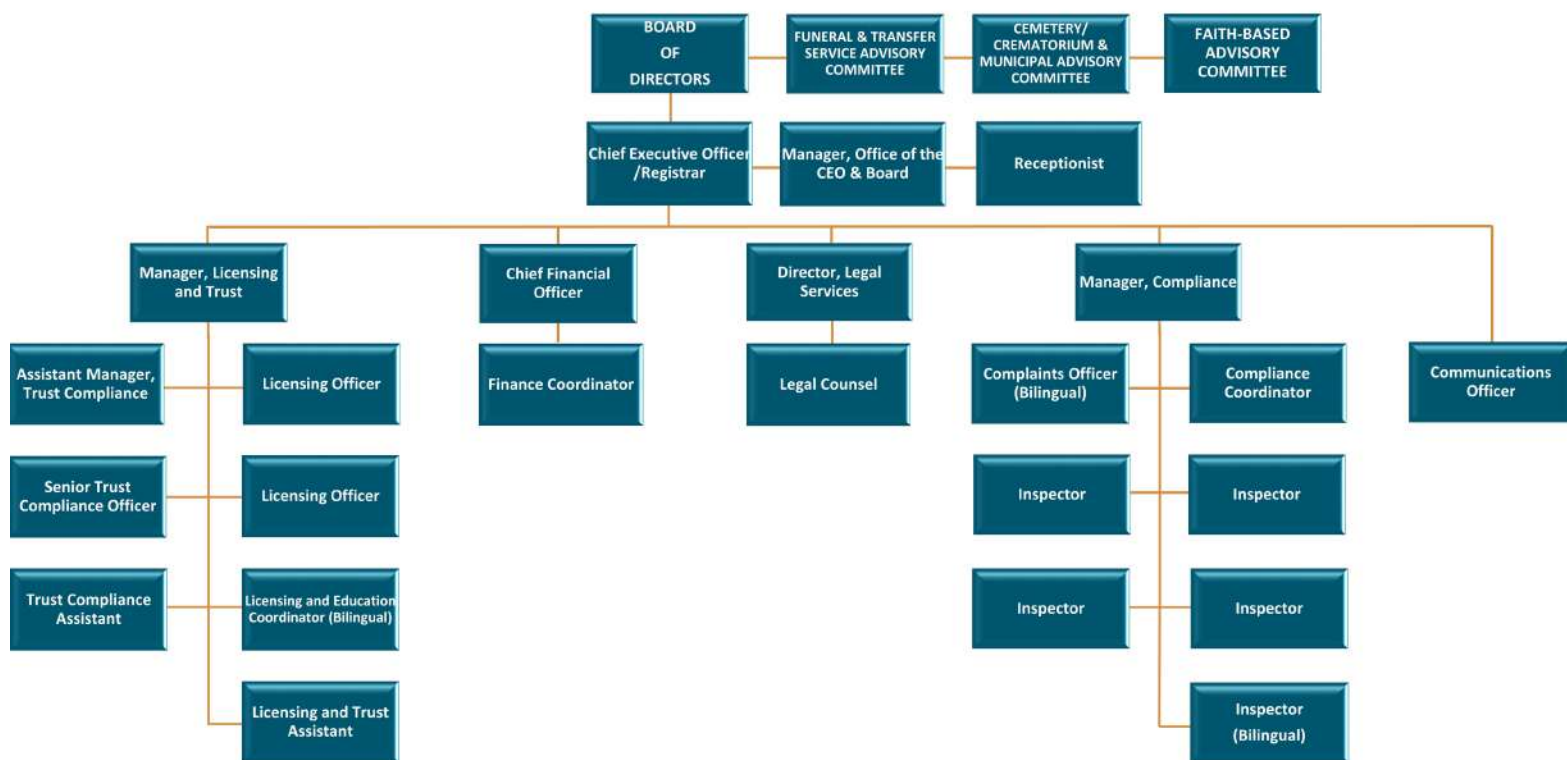 BOARD
OF
DIRECTORS
FUNERAL & TRANSFER
SERVICE ADVISORY
COMMITTEE
CEMETERY/
CREMATORIUM &
MUNICIPAL ADVISORY
COMMITTEE
FAITH-BASED
ADVISORY
COMMITTEE
Chief Executive Officer
/Registrar
Manager, Office of the
CEO & Board
Receptionist
Manager, Licensing
and Trust
Chief Financial
Officer
Director, Legal
Services
Manager, Compliance
Assistant Manager,
Trust Compliance
Licensing Officer
Finance Coordinator
Legal Counsel
Complaints Officer
(Bilingual)
Compliance
Coordinator
Communications
Officer
Senior Trust
Compliance Officer
Licensing Officer
Inspector
Inspector
Trust Compliance
Assistant
Licensing and Education
Coordinator (Bilingual)
Inspector
Inspector
Licensing and Trust
Assistant
Inspector
(Bilingual)